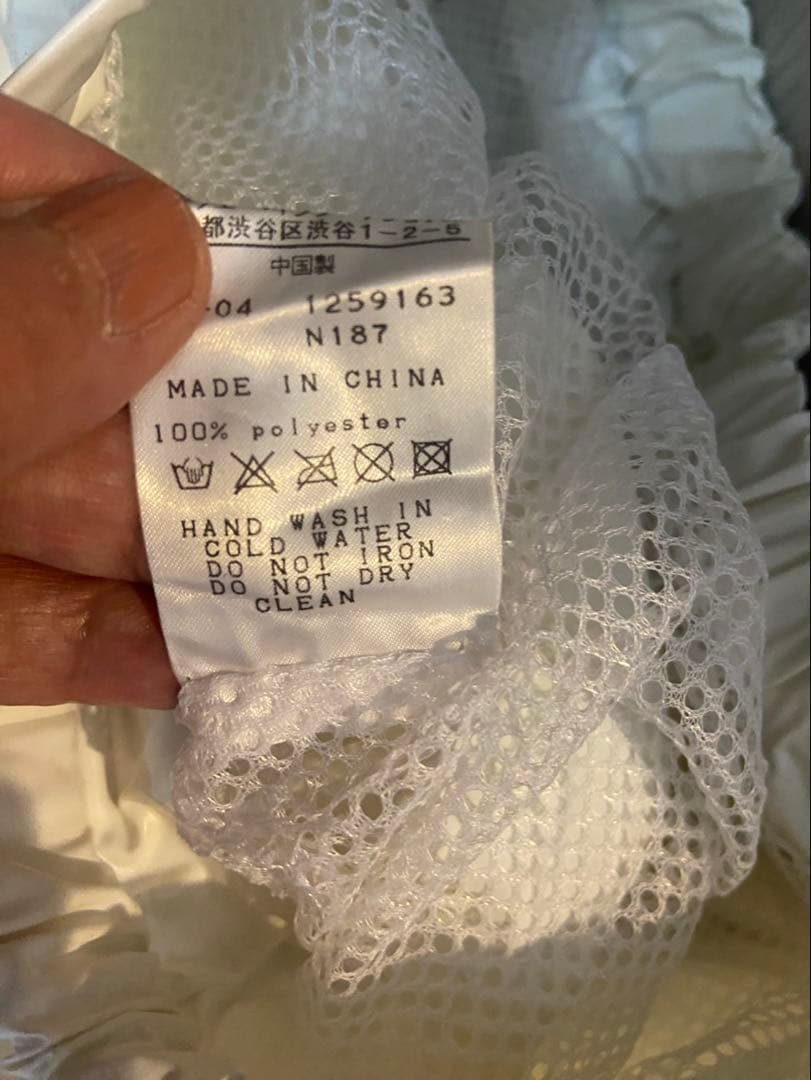 都渋谷区渋谷1-2-5
中国製
-04 1259163
N187
MADE IN CHINA
100% polyester
HAND WASH IN
COLD WATER
DO NOT IRON
DO NOT DRY
CLEAN